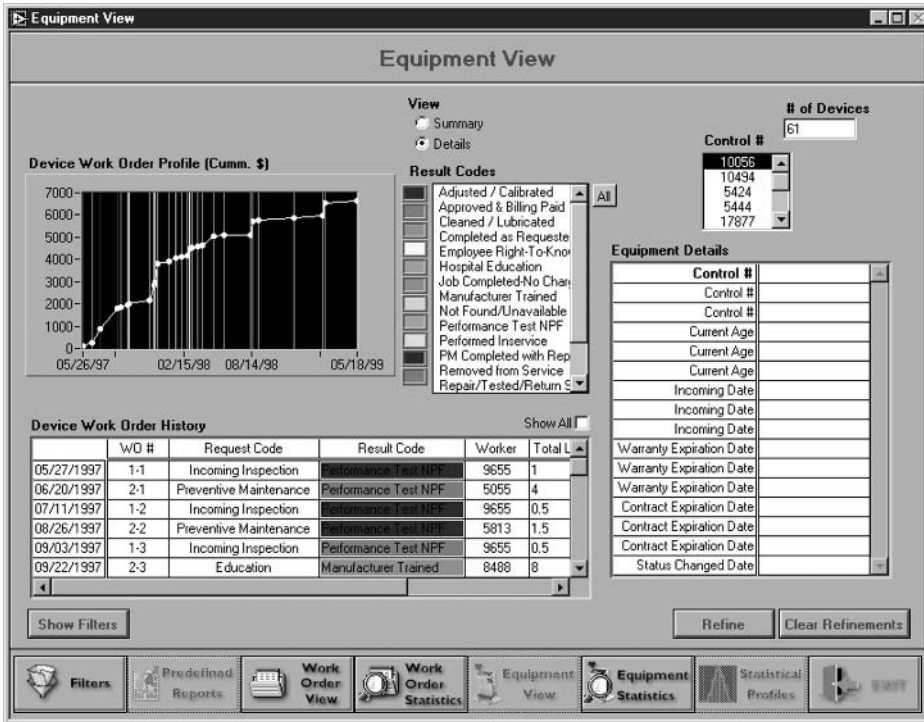 Equipment View
Equipment View
View
Summary
Details
# of Devices
61
Control #
10056
10494
5424
5444
17877
Device Work Order Profile (Cumm. $)
7000
6000
5000
4000
3000
2000
1000
0
05/26/97 02/15/98 08/14/98 05/18/99
Result Codes
All
Adjusted / Calibrated
Approved & Billing Paid
Cleaned / Lubricated
Completed as Requeste
Employee Right-To-Kno
Hospital Education
Job Completed-No Char
Manufacturer Trained
Not Found/Unavailable
Performance Test NPF
Performed Inservice
PM Completed with Rep
Removed from Service
Repair/Tested/Return S
Equipment Details
Control #
Control #
Control #
Current Age
Current Age
Current Age
Incoming Date
Incoming Date
Incoming Date
Warranty Expiration Date
Warranty Expiration Date
Warranty Expiration Date
Contract Expiration Date
Contract Expiration Date
Contract Expiration Date
Status Changed Date
Device Work Order History
Show All
WO # Request Code Result Code Worker Total L
05/27/1997 1-1 Incoming Inspection Performance Test NPF 9655 1
06/20/1997 2-1 Preventive Maintenance Performance Test NPF 5055 4
07/11/1997 1-2 Incoming Inspection Performance Test NPF 9655 0.5
08/26/1997 2-2 Preventive Maintenance Performance Test NPF 5813 1.5
09/03/1997 1-3 Incoming Inspection Performance Test NPF 9655 0.5
09/22/1997 2-3 Education Manufacturer Trained 8488 8
Show Filters
Refine
Clear Refinements
Filters
Predefined Reports
Work Order View
Work Order Statistics
Equipment View
Equipment Statistics
Statistical Profiles
EXIT